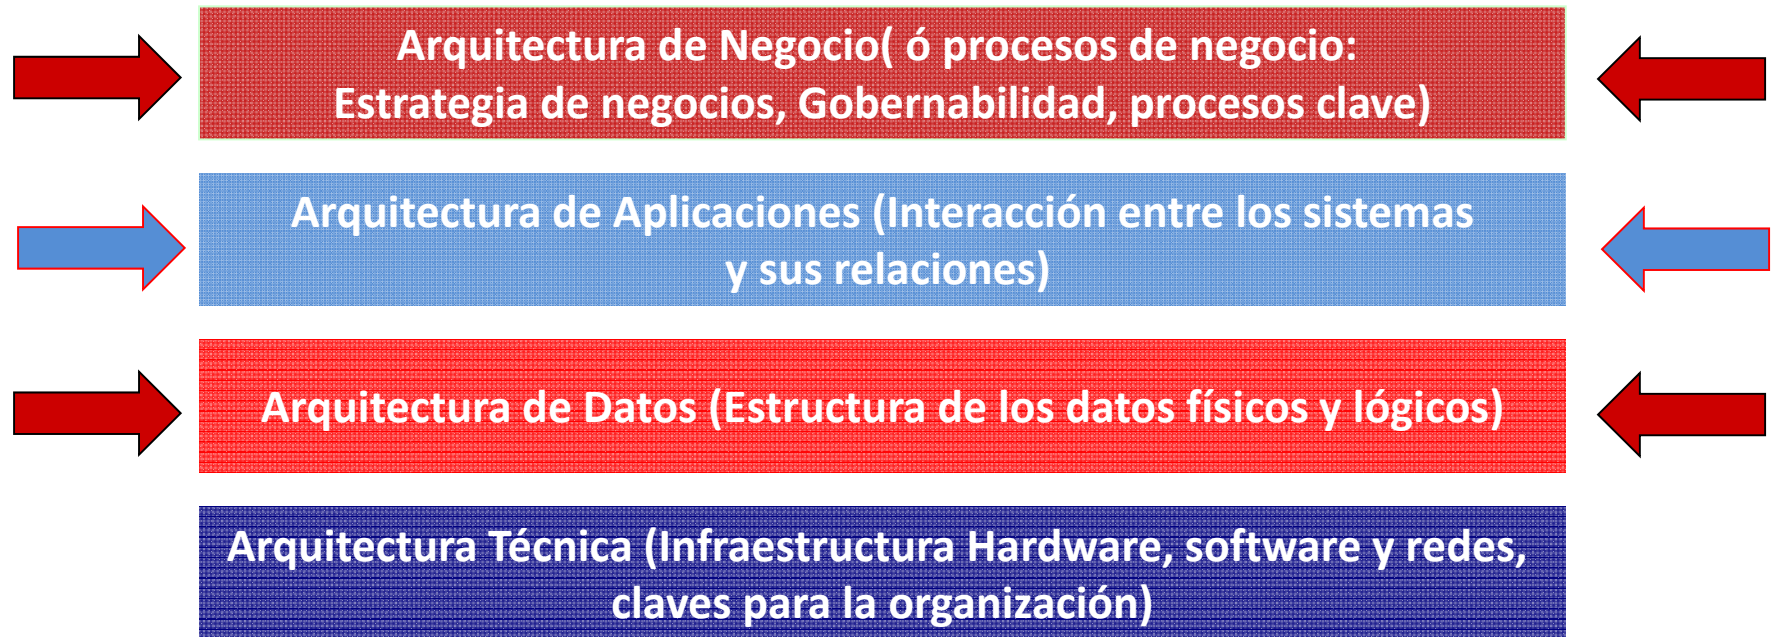 Arquitectura de Negocio( ó procesos de negocio:
Estrategia de negocios, Gobernabilidad, procesos clave)
Arquitectura de Aplicaciones (Interacción entre los sistemas
y sus relaciones)
Arquitectura de Datos (Estructura de los datos físicos y lógicos)
Arquitectura Técnica (Infraestructura Hardware, software y redes,
claves para la organización)